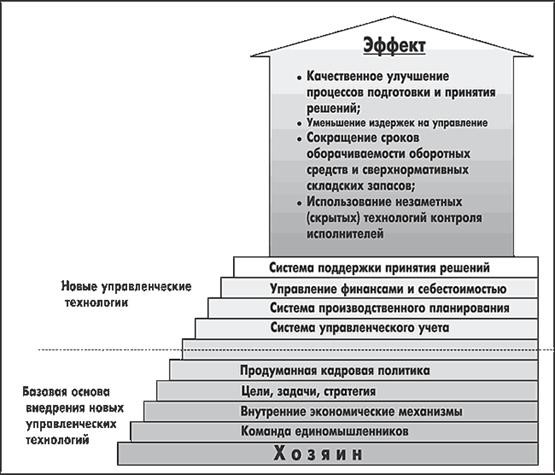 Эффект
• Качественное улучшение
процессов подготовки и принятия
решений;
• Уменьшение издержек на управление
• Сокращение сроков
оборачиваемости оборотных
средств и сверхнормативных
складских запасов;
• Использование незаметных
(скрытых) технологий контроля
исполнителей
Новые управленческие
технологии
Система поддержки принятия решений
Управление финансами и себестоимостью
Система производственного планирования
Система управленческого учета
Базовая основа
внедрения новых
управленческих
технологий
Продуманная кадровая политика
Цели, задачи, стратегия
Внутренние экономические механизмы
Команда единомышленников
Хозяин